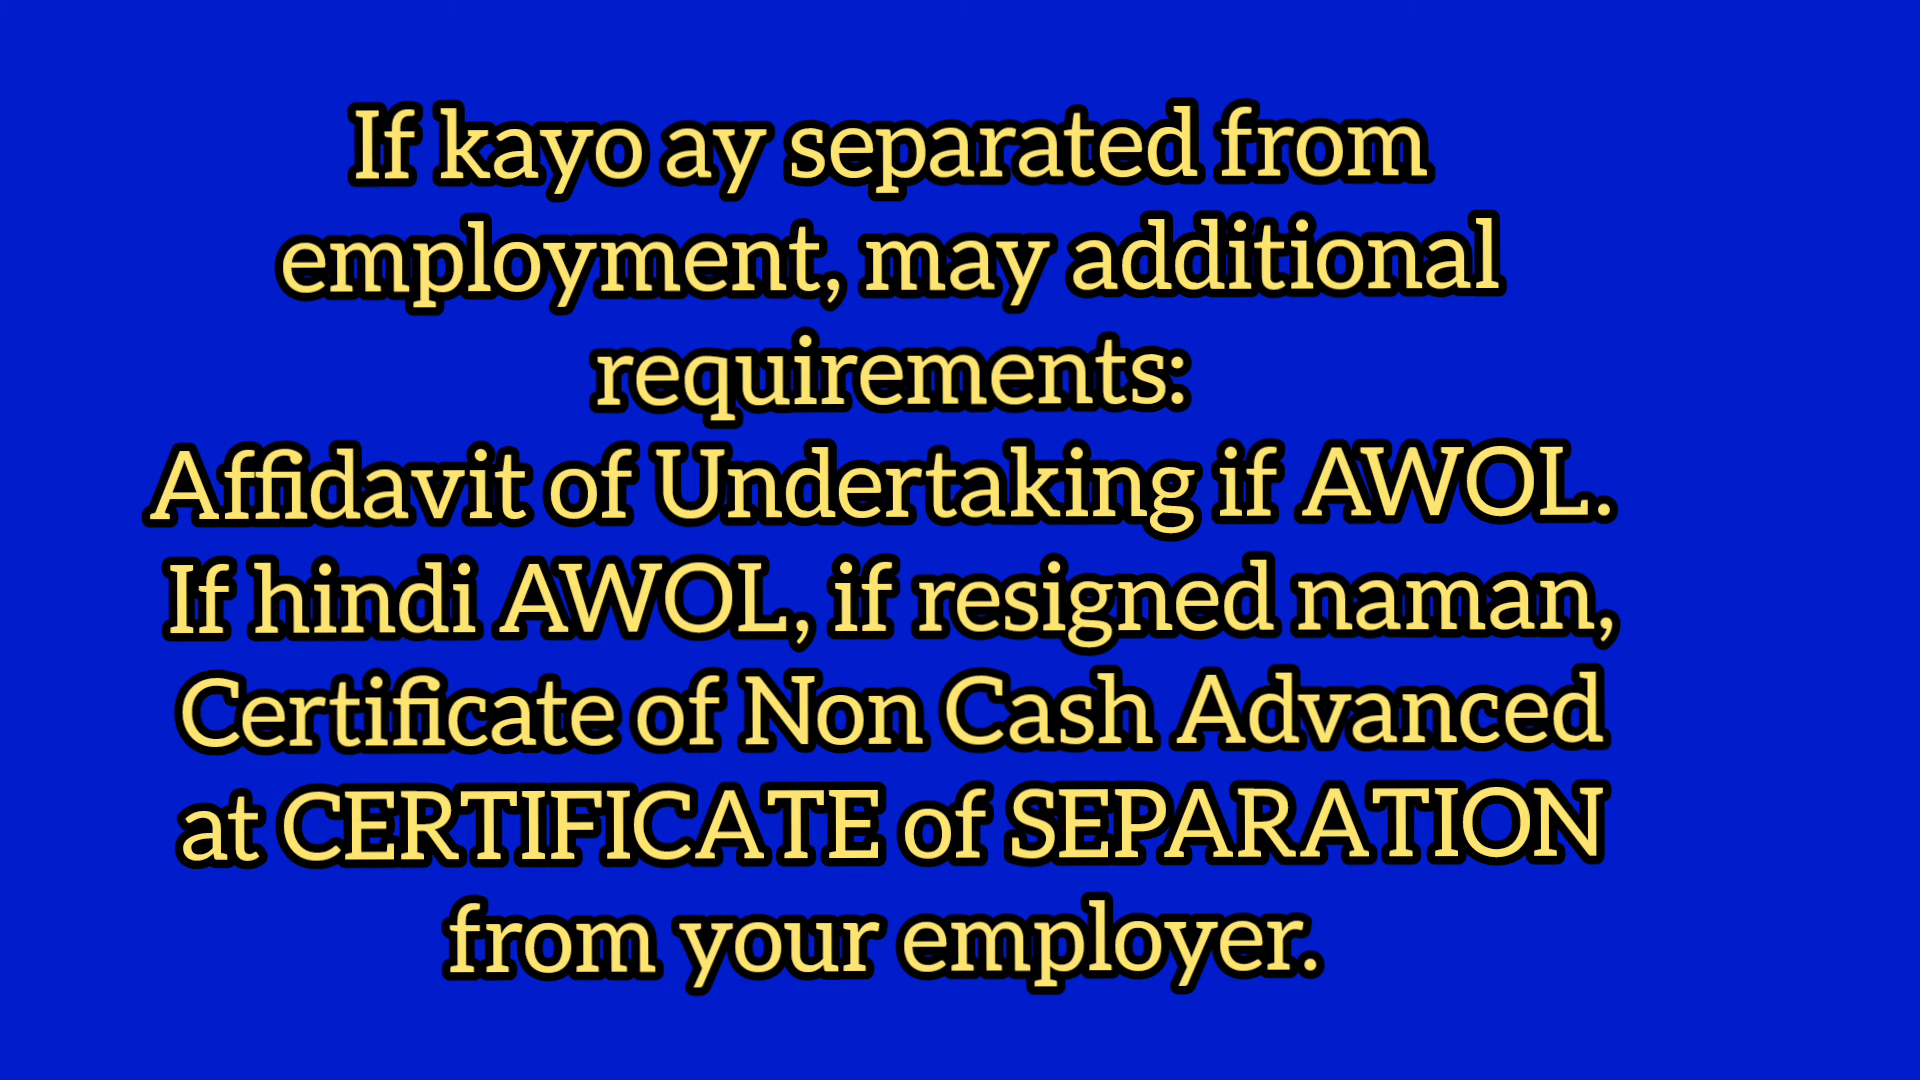 If kayo ay separated from
employment, may additional
requirements:
Affidavit of Undertaking if AWOL.
If hindi AWOL, if resigned naman,
Certificate of Non Cash Advanced
at CERTIFICATE of SEPARATION
from your employer.